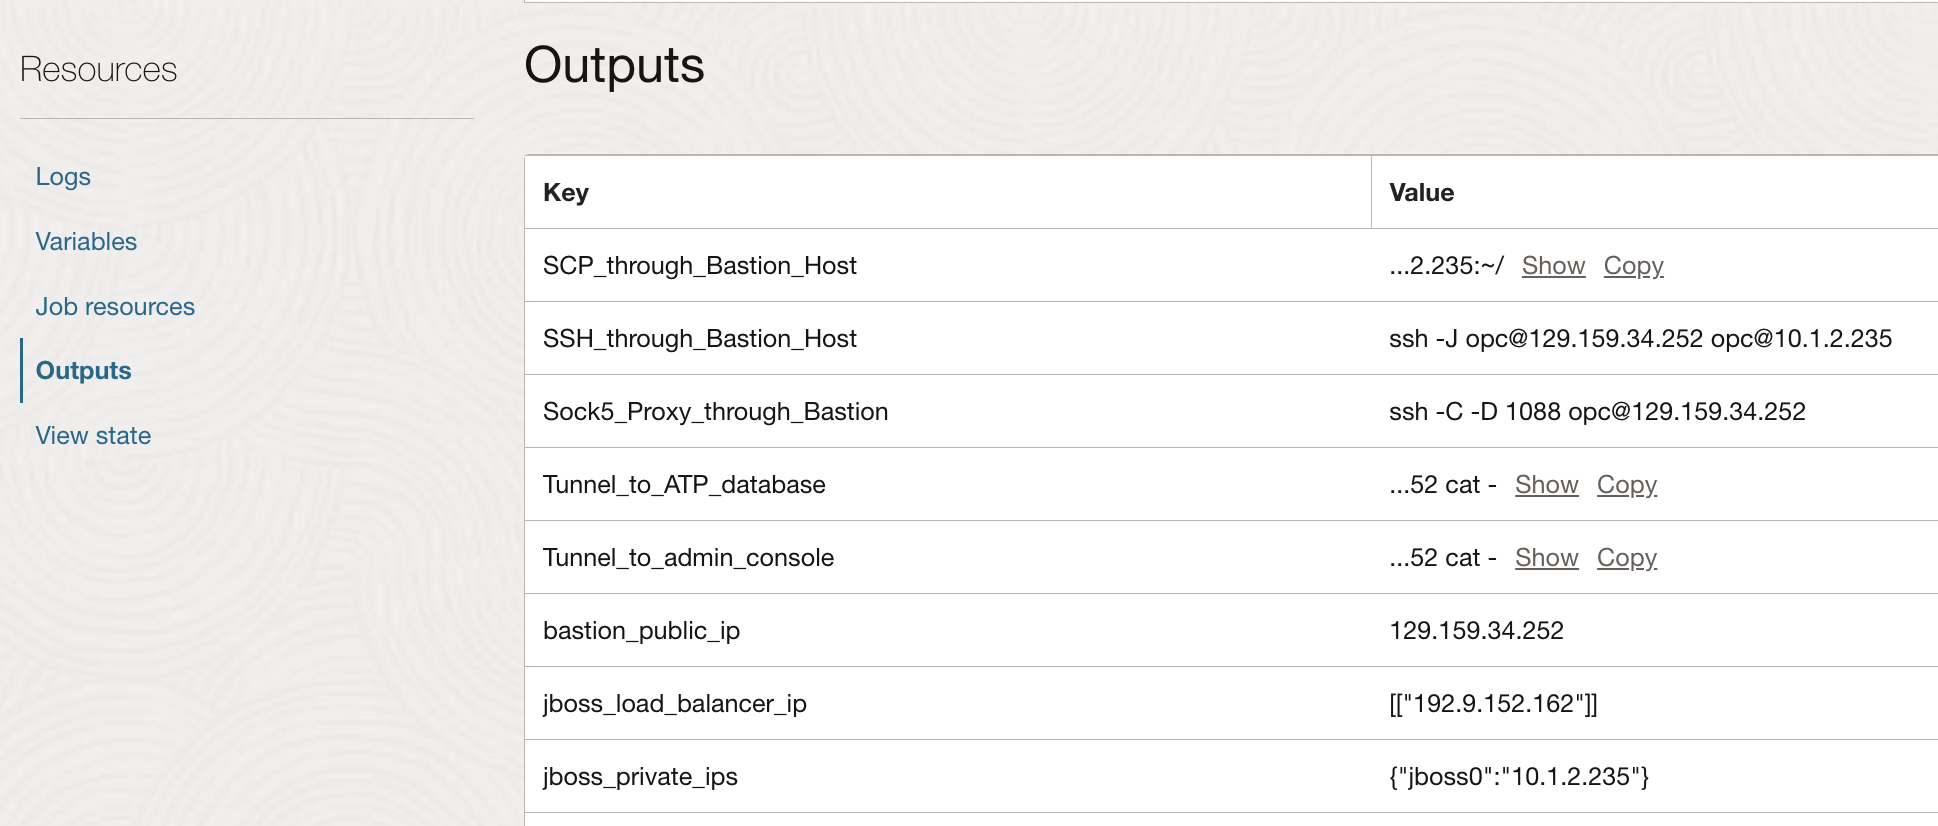 Resources
Logs
Variables
Job resources
Outputs
View state
Outputs
Key Value
SCP_through_Bastion_Host ...2.235:~/ Show Copy
SSH_through_Bastion_Host ssh -J opc@129.159.34.252 opc@10.1.2.235
Sock5_Proxy_through_Bastion ssh -C -D 1088 opc@129.159.34.252
Tunnel_to_ATP_database ...52 cat - Show Copy
Tunnel_to_admin_console ...52 cat - Show Copy
bastion_public_ip 129.159.34.252
jboss_load_balancer_ip [["192.9.152.162"]]
jboss_private_ips {"jboss0":"10.1.2.235"}